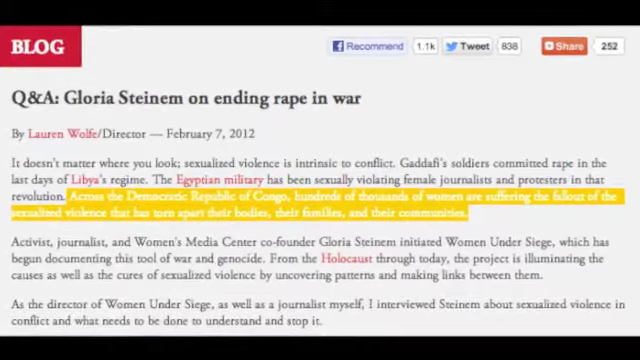 BLOG
Recommend 1.1k Tweet 838 Share 252
Q&A: Gloria Steinem on ending rape in war
By Lauren Wolfe/Director — February 7, 2012
It doesn't matter where you look; sexualized violence is intrinsic to conflict. Gaddafi's soldiers committed rape in the
last days of Libya's regime. The Egyptian military has been sexually violating female journalists and protesters in that
revolution. Across the Democratic Republic of Congo, hundreds of thousands of women are suffering the fallout of the
sexualized violence that has torn apart their bodies, their families, and their communities.
Activist, journalist, and Women's Media Center co-founder Gloria Steinem initiated Women Under Siege, which has
begun documenting this tool of war and genocide. From the Holocaust through today, the project is illuminating the
causes as well as the cures of sexualized violence by uncovering patterns and making links between them.
As the director of Women Under Siege, as well as a journalist myself, I interviewed Steinem about sexualized violence in
conflict and what needs to be done to understand and stop it.